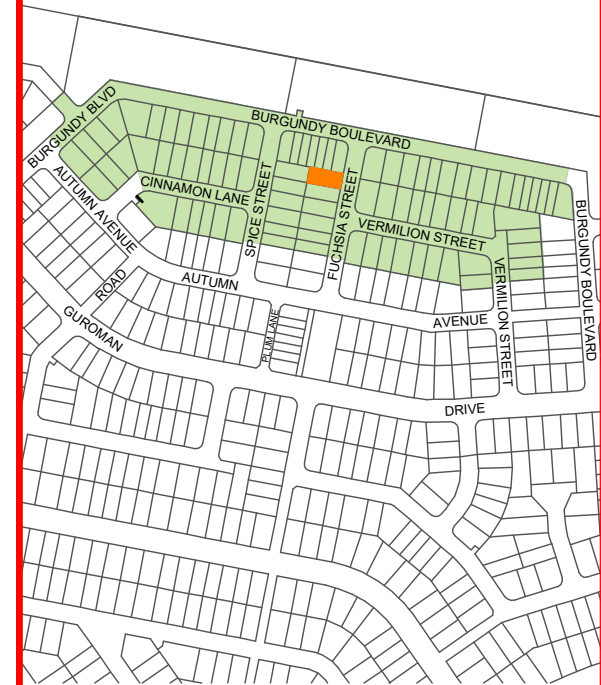 BURGUNDY BLVD
BURGUNDY BOULEVARD
CINNAMON LANE
SPICE STREET
FUCHSIA STREET
AUTUMN AVENUE
VERMILION STREET
BURGUNDY BOULEVARD
ROAD
AUTUMN
VERMILION STREET
GUROMAN
PLUM LANE
AVENUE
DRIVE